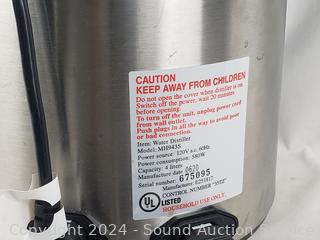 CAUTION
KEEP AWAY FROM CHILDREN
Do not open the cover when distiller is on.
Switch off the power, wait 20 minutes
before opening.
To turn off the unit, unplug power cord
from wall outlet.
Push plugs in all the way to avoid poor
or bad connection.
Item: Water Distiller
Model: MH943S
Power source: 120V a.c. 60Hz
Power consumption: 580W
Capacity: 4 liters
Manufacture date 0620
Serial number: 675095
Manufacturer: E251817
CONTROL NUMBER "3YTZ"
UL LISTED
HOUSEHOLD USE ONLY
Copyright 2024 - Sound Auction Service